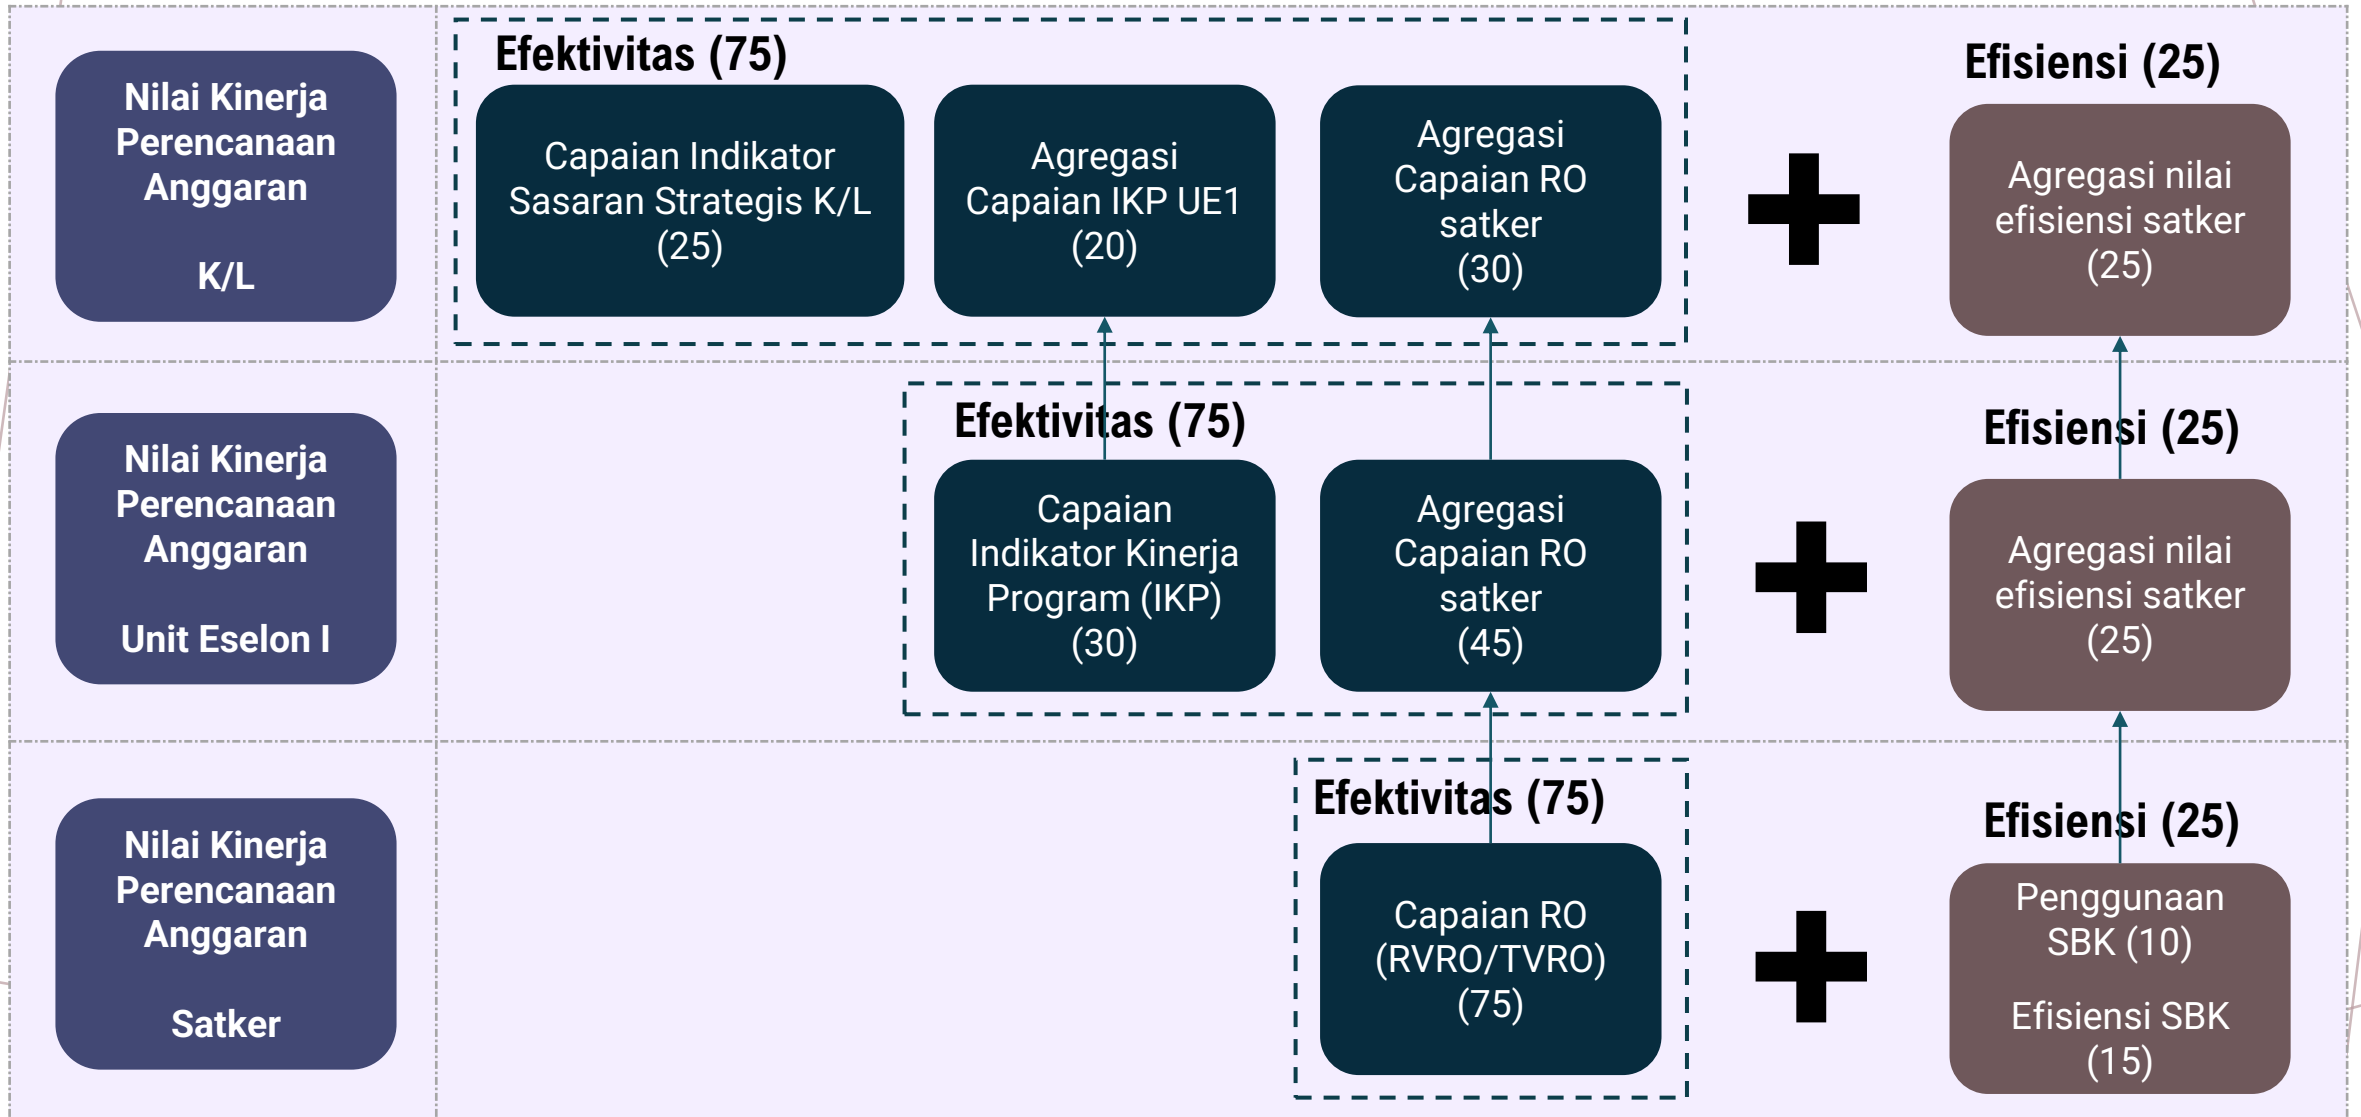 Nilai Kinerja
Perencanaan
Anggaran
K/L
Efektivitas (75)
Capaian Indikator
Sasaran Strategis K/L
(25)
Agregasi
Capaian IKP UE1
(20)
Agregasi
Capaian RO
satker
(30)
Efisiensi (25)
Agregasi nilai
efisiensi satker
(25)
Nilai Kinerja
Perencanaan
Anggaran
Unit Eselon I
Efektivitas (75)
Capaian
Indikator Kinerja
Program (IKP)
(30)
Agregasi
Capaian RO
satker
(45)
Efisiensi (25)
Agregasi nilai
efisiensi satker
(25)
Nilai Kinerja
Perencanaan
Anggaran
Satker
Efektivitas (75)
Capaian RO
(RVRO/TVRO)
(75)
Efisiensi (25)
Penggunaan
SBK (10)
Efisiensi SBK
(15)